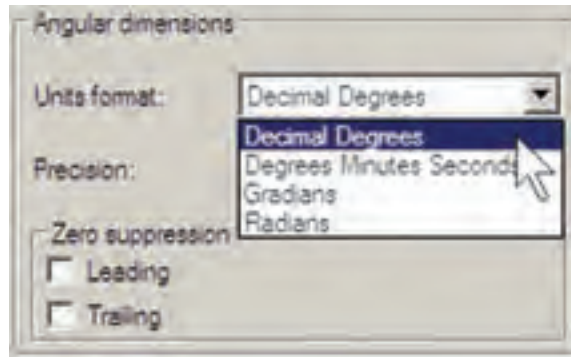 Angular dimensions
Units format: Decimal Degrees
Decimal Degrees
Precision: Degrees Minutes Seconds
Gradians
Radians
Zero suppression
Leading
Trailing